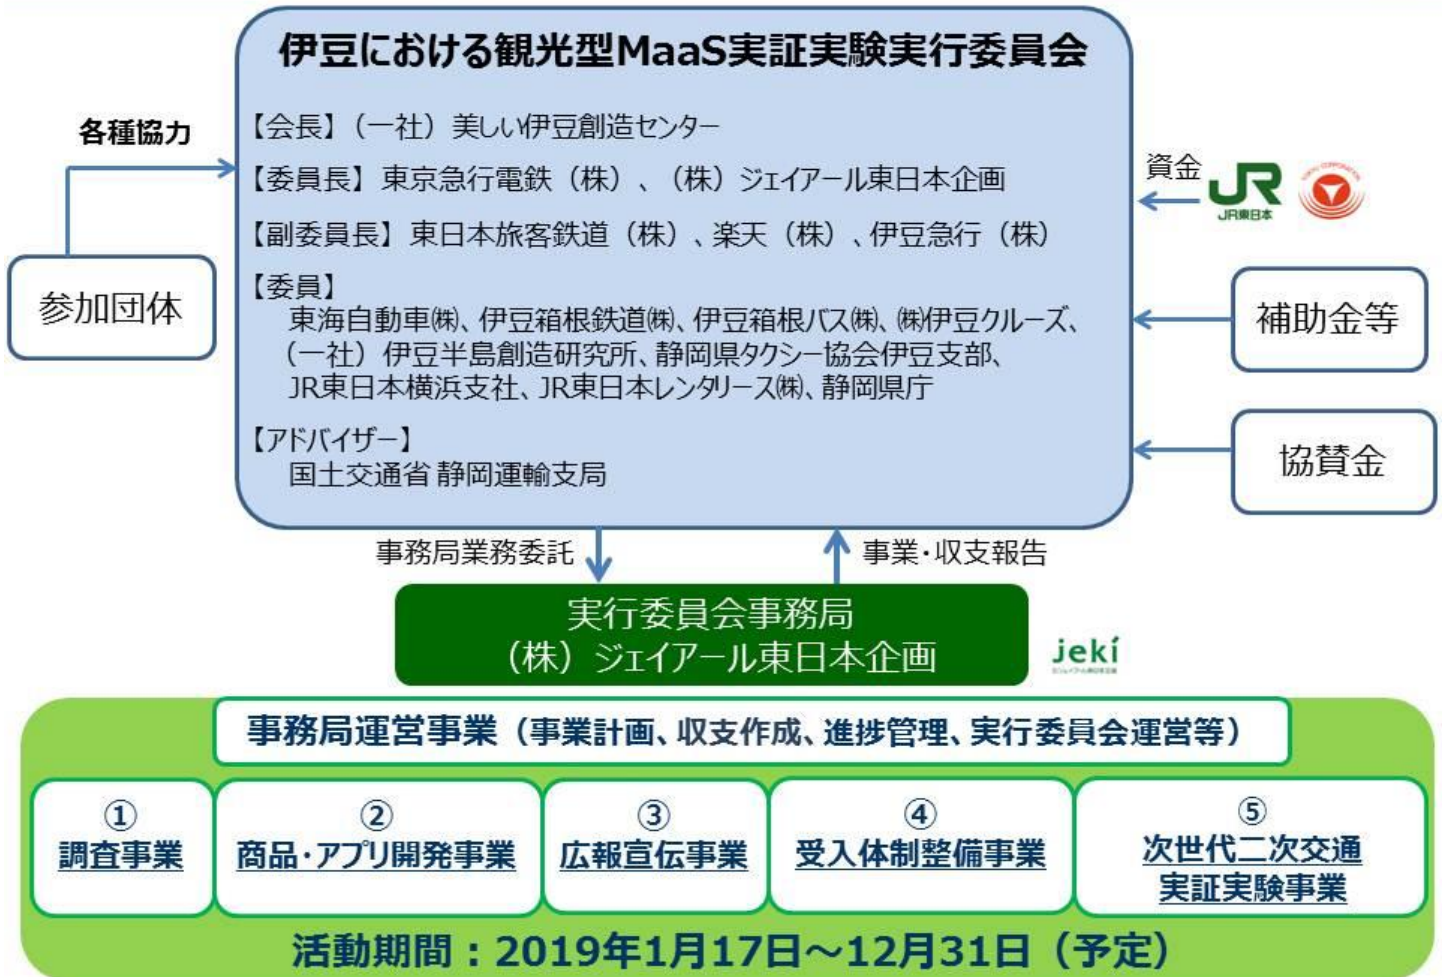 伊豆における観光型MaaS実証実験実行委員会
【会長】（一社）美しい伊豆創造センター
【委員長】東京急行電鉄（株）、（株）ジェイアール東日本企画
【副委員長】東日本旅客鉄道（株）、楽天（株）、伊豆急行（株）
【委員】
東海自動車㈱、伊豆箱根鉄道㈱、伊豆箱根バス㈱、㈱伊豆クルーズ、
（一社）伊豆半島創造研究所、静岡県タクシー協会伊豆支部、
JR東日本横浜支社、JR東日本レンタリース㈱、静岡県庁
【アドバイザー】
国土交通省 静岡運輸支局
各種協力
参加団体
資金
JR
JR東日本
TOKYU CORPORATION
補助金等
協賛金
事務局業務委託
事業・収支報告
実行委員会事務局
（株）ジェイアール東日本企画
jeki
事務局運営事業（事業計画、収支作成、進捗管理、実行委員会運営等）
①
調査事業
②
商品・アプリ開発事業
③
広報宣伝事業
④
受入体制整備事業
⑤
次世代二次交通
実証実験事業
活動期間：2019年1月17日～12月31日（予定）